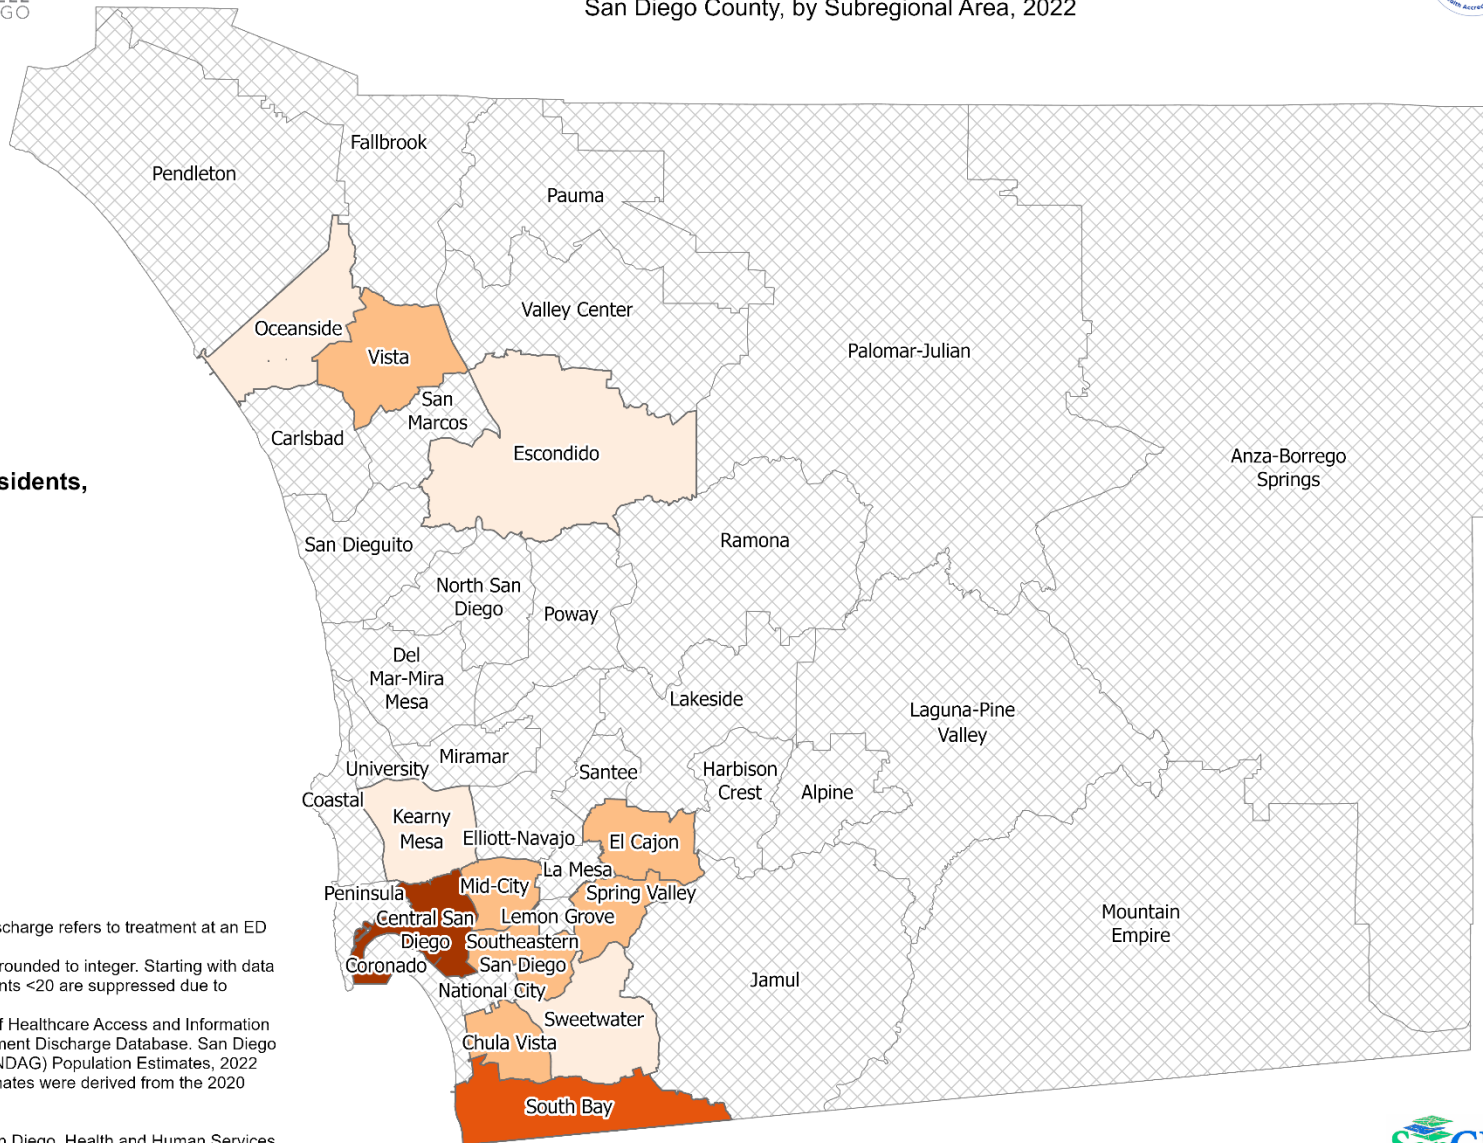 GO
San Diego County, by Subregional Area, 2022
Fallbrook
Pendleton
Pauma
Valley Center
Oceanside
Vista
Palomar-Julian
San
Marcos
Carlsbad
Escondido
Anza-Borrego
Springs
sidents,
San Dieguito
Ramona
North San
Diego
Poway
Del
Mar-Mira
Mesa
Lakeside
Laguna-Pine
Valley
Miramar
University
Santee
Harbison
Crest
Alpine
Coastal
Kearny
Mesa
Elliott-Navajo
El Cajon
La Mesa
Peninsula
Mid-City
Spring Valley
Central San
Diego
Lemon Grove
Mountain
Empire
Southeastern
San Diego
Coronado
Jamul
National City
Sweetwater
Chula Vista
South Bay
scharge refers to treatment at an ED
rounded to integer. Starting with data
nts <20 are suppressed due to
f Healthcare Access and Information
ment Discharge Database. San Diego
NDAG) Population Estimates, 2022
mates were derived from the 2020
n Diego, Health and Human Services